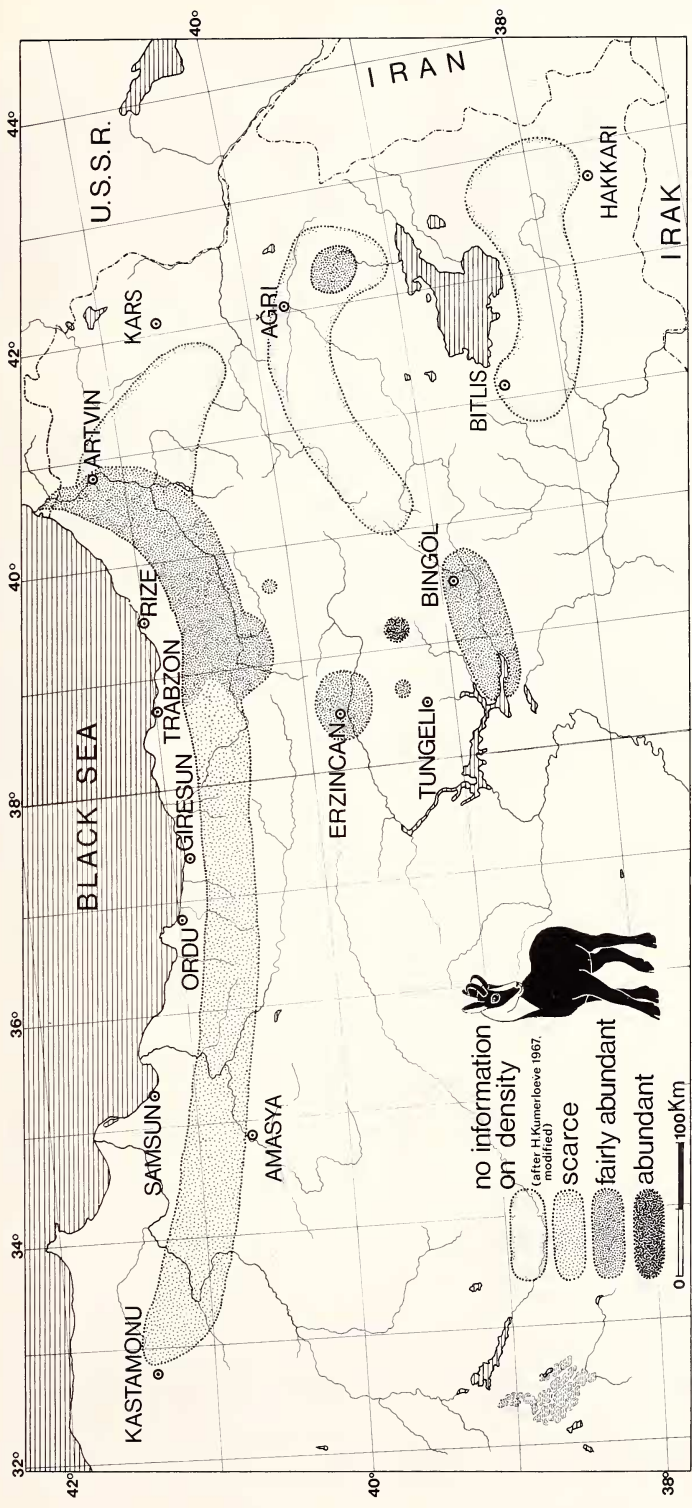 32°
34°
36°
38°
40°
42°
44°
42°
40°
38°
40°
38°
BLACK SEA
U.S.S.R.
IRAN
IRAK
KASTAMONU
SAMSUN
AMASYA
ORDU
GIRESUN
TRABZON
RIZE
ARTVIN
KARS
AĞRI
ERZINCAN
TUNGELI
BINGÖL
BITLIS
HAKKARI
no information
on density
(after H.Kumerloeve 1967.
modified)
scarce
fairly abundant
abundant
0 100Km